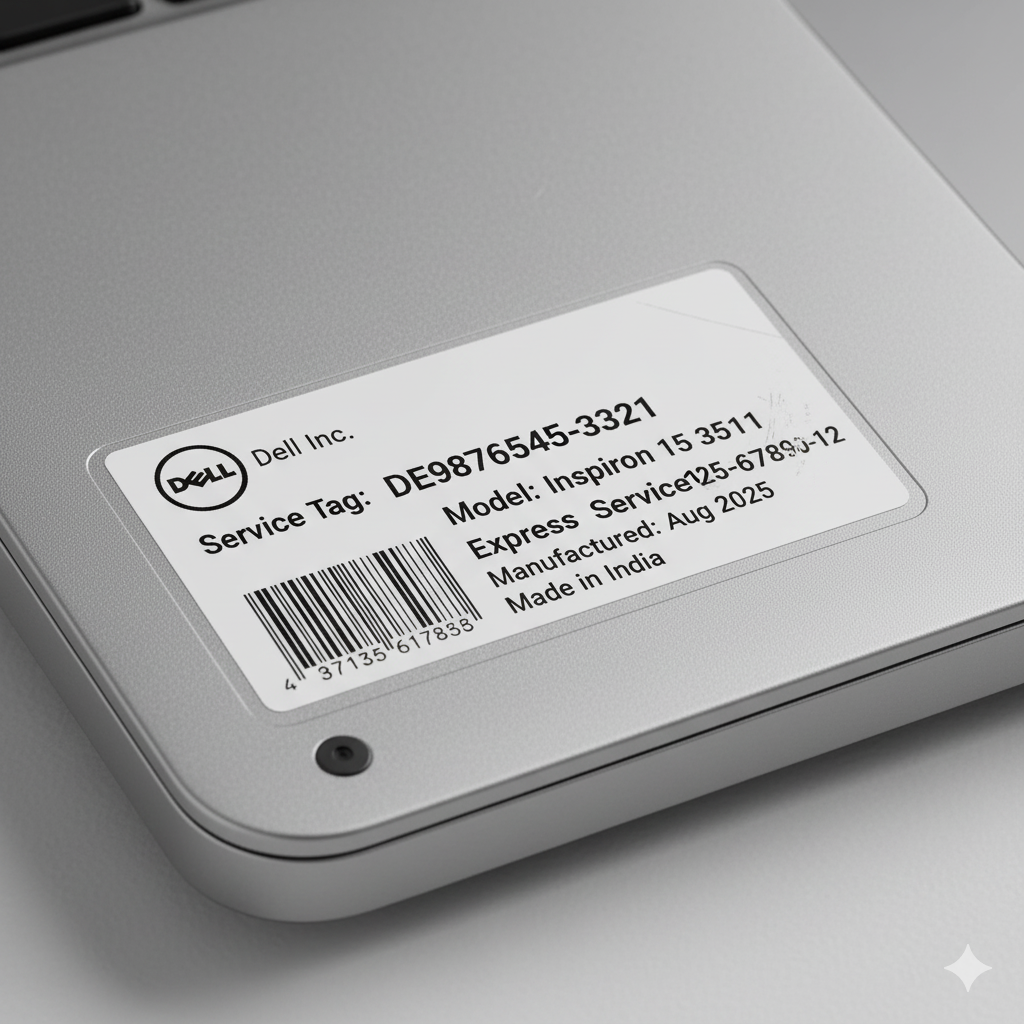 DELL
Dell Inc.
Service Tag: DE9876545-3321
Model: Inspiron 15 3511
Express Service
Manufactured: Aug 2025
Made in India
4 37135 617838